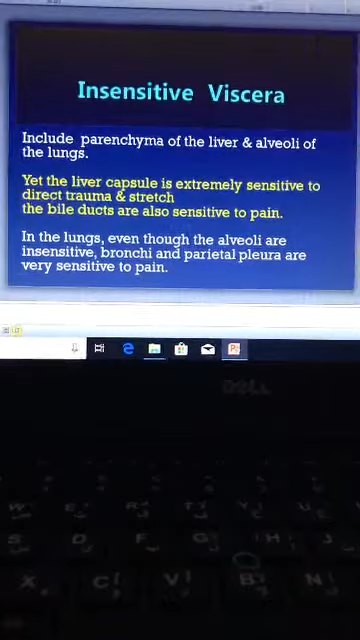 Insensitive Viscera
Include parenchyma of the liver & alveoli of
the lungs.
Yet the liver capsule is extremely sensitive to
direct trauma & stretch
the bile ducts are also sensitive to pain.
In the lungs, even though the alveoli are
insensitive, bronchi and parietal pleura are
very sensitive to pain.
DELL
W E R T Y U
S D F G H J
X C V B N